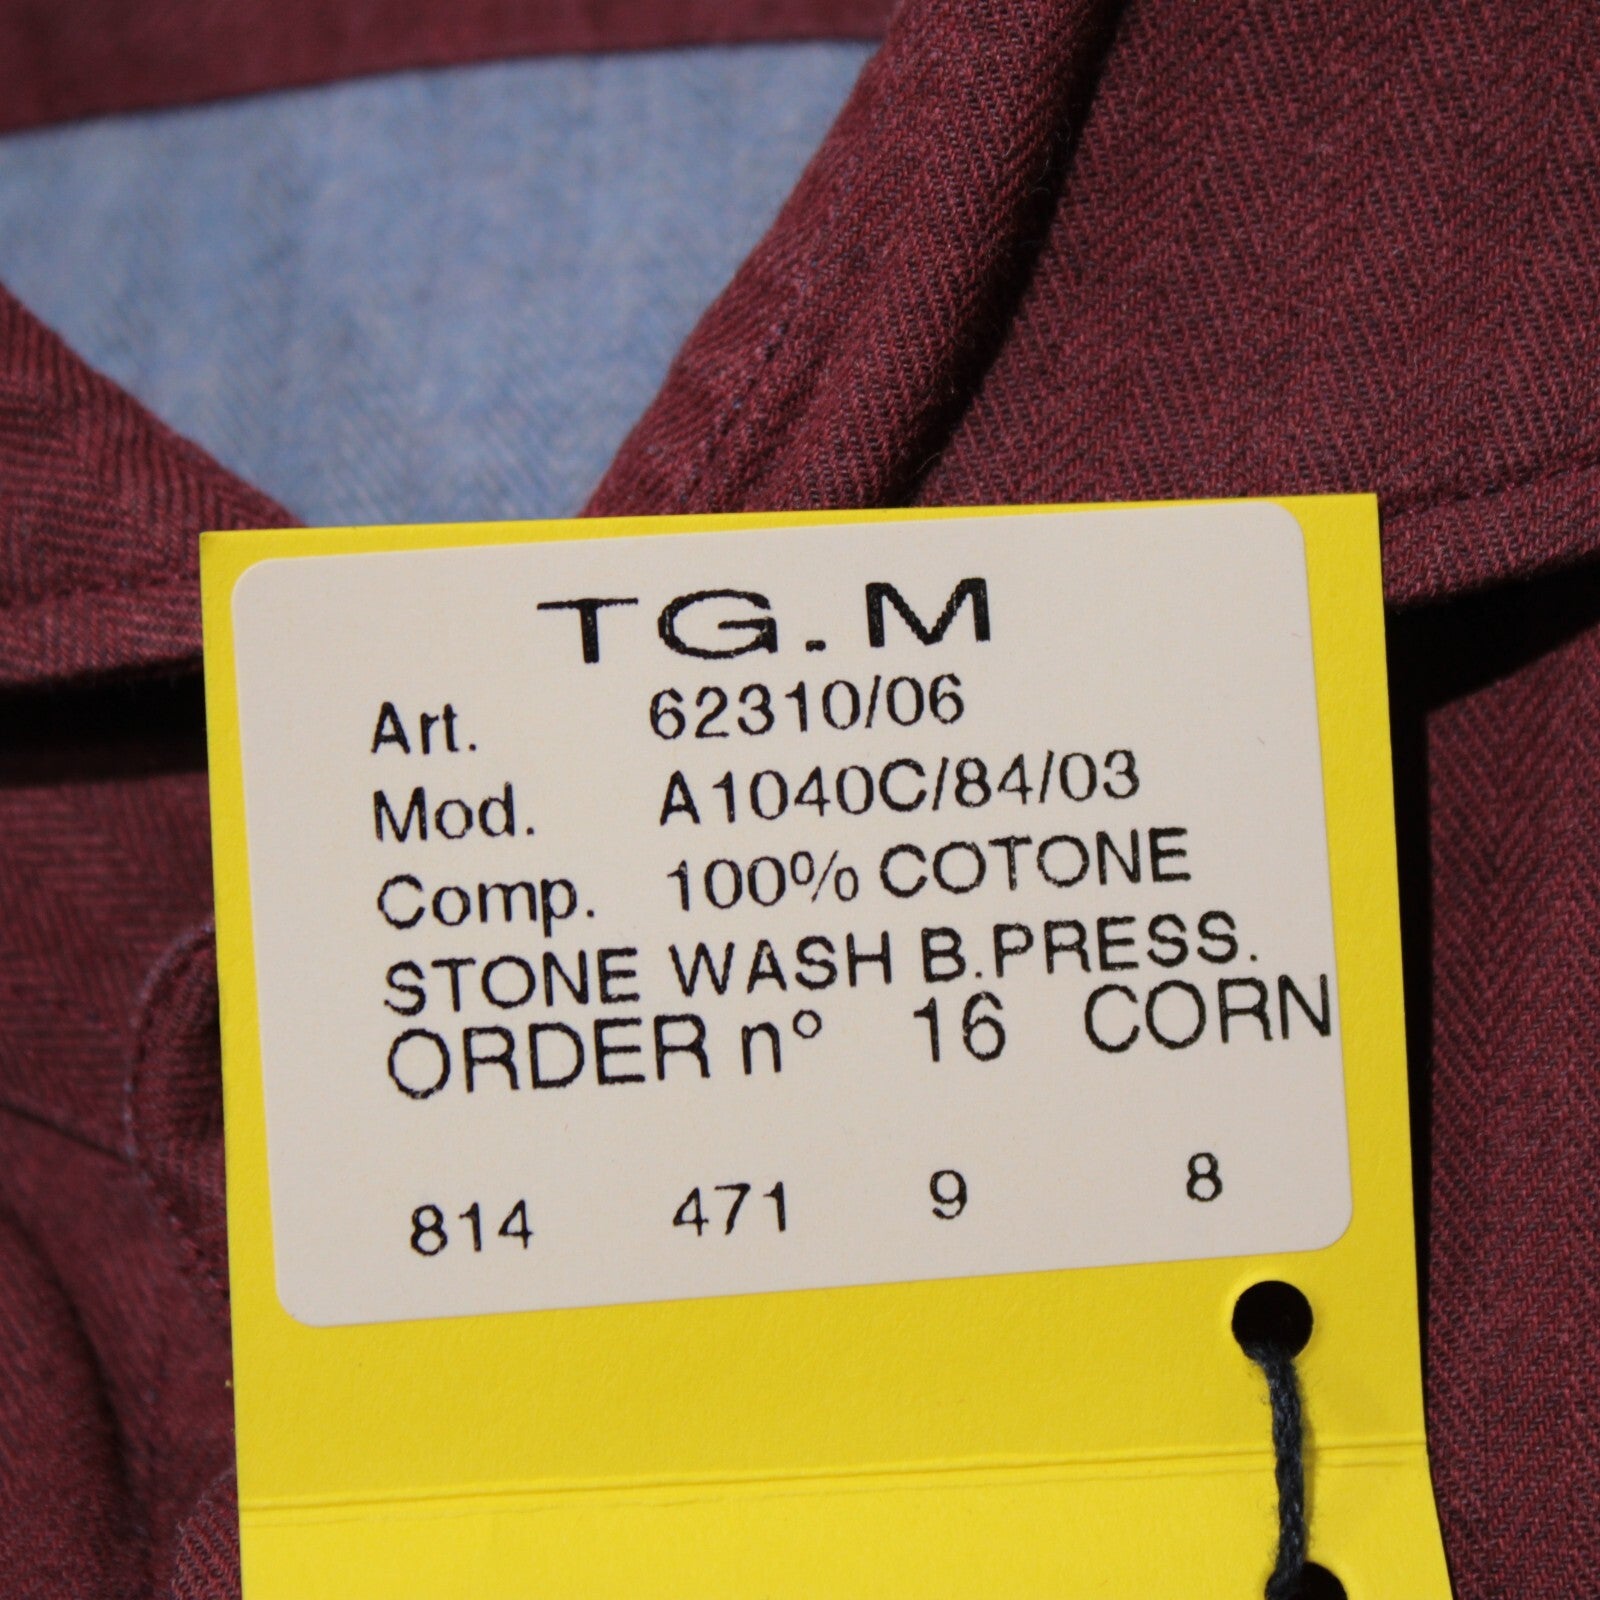 TG. M
Art. 62310/06
Mod. A1040C/84/03
Comp. 100% COTONE
STONE WASH B.PRESS.
ORDER n° 16 CORN
814 471 9 8